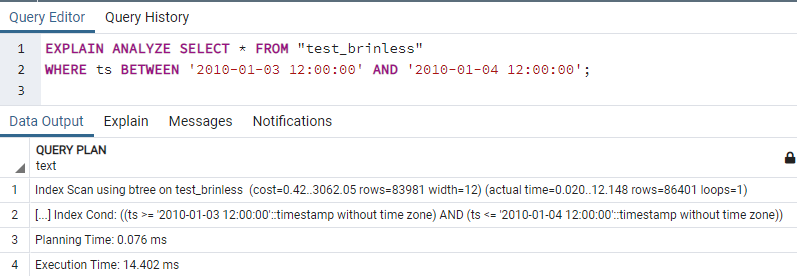 Query Editor Query History
1 EXPLAIN ANALYZE SELECT * FROM "test_brinless"
2 WHERE ts BETWEEN '2010-01-03 12:00:00' AND '2010-01-04 12:00:00';
3
Data Output Explain Messages Notifications
QUERY PLAN
text
1 Index Scan using btree on test_brinless (cost=0.42..3062.05 rows=83981 width=12) (actual time=0.020..12.148 rows=86401 loops=1)
2 [...] Index Cond: ((ts >= '2010-01-03 12:00:00'::timestamp without time zone) AND (ts <= '2010-01-04 12:00:00'::timestamp without time zone))
3 Planning Time: 0.076 ms
4 Execution Time: 14.402 ms